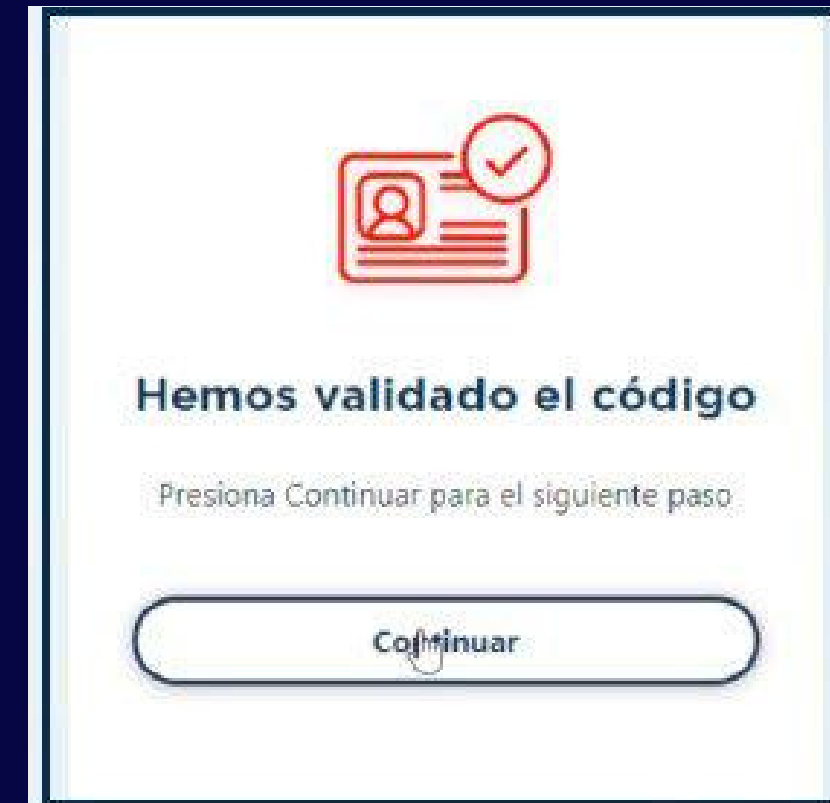 Hemos validado el código
Presiona Continuar para el siguiente paso
Continuar